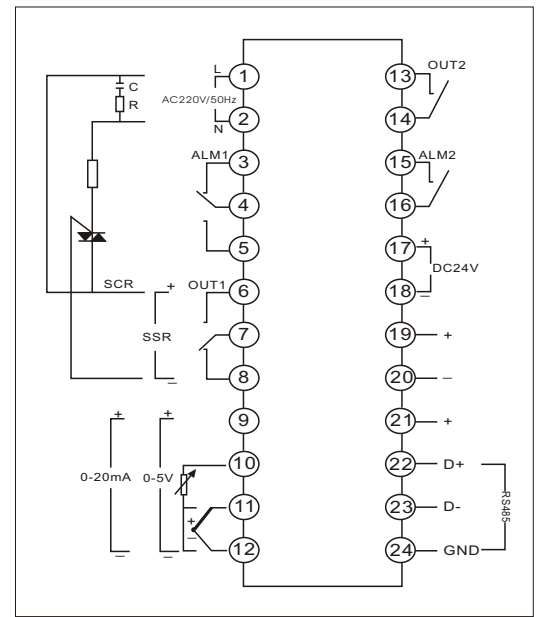 L 1 13 OUT2
C
R AC220V/50Hz
N 2 14
ALM1 3 15 ALM2
4 16
5 17 +
DC24V
SCR + OUT1 6 18 –
SSR 7 19 +
– 8 20 –
+ + 9 21 +
0-20mA 0-5V 10 22 D+
RS485
+ 11 23 D-
–
– – 12 24 GND